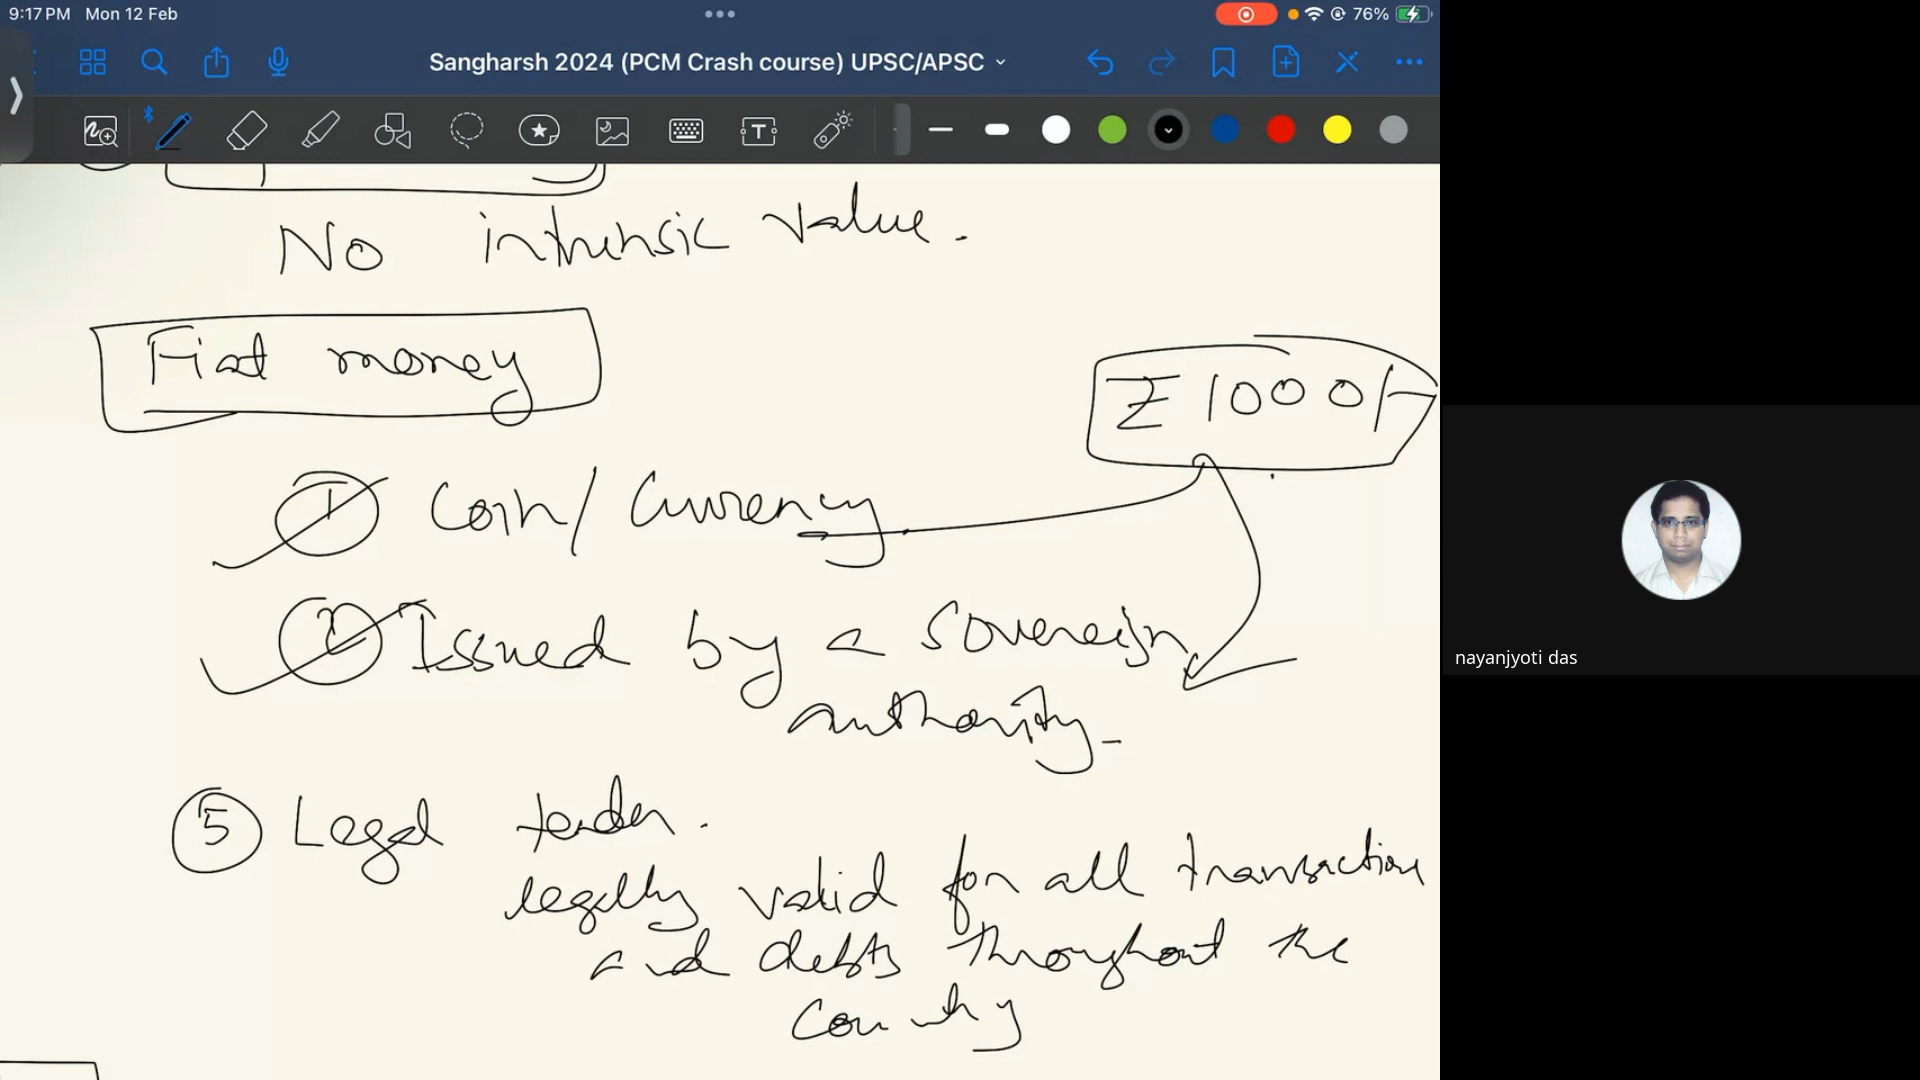 9:17 PM Mon 12 Feb
76%
Sangharsh 2024 (PCM Crash course) UPSC/APSC
No intrinsic value.
Fiat money
₹ 1000/-
① Coin/Currency
② Issued by a sovereign
authority.
⑤ Legal tender.
legally valid for all transaction
and debts throughout the
country
nayanjyoti das